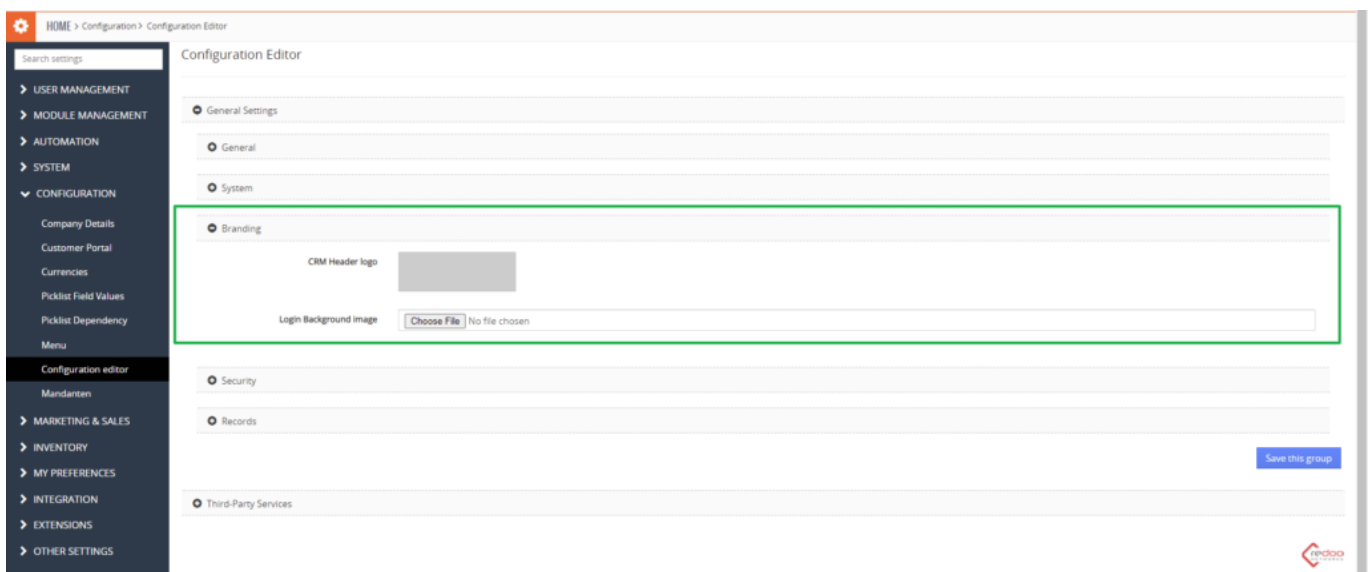 HOME > Configuration > Configuration Editor
Search settings
Configuration Editor
USER MANAGEMENT
MODULE MANAGEMENT
AUTOMATION
SYSTEM
CONFIGURATION
Company Details
Customer Portal
Currencies
Picklist Field Values
Picklist Dependency
Menu
Configuration editor
Mandanten
MARKETING & SALES
INVENTORY
MY PREFERENCES
INTEGRATION
EXTENSIONS
OTHER SETTINGS
General Settings
General
System
Branding
CRM Header logo
Login Background image
Choose File No file chosen
Security
Records
Save this group
Third-Party Services
redoo
NETWORKS